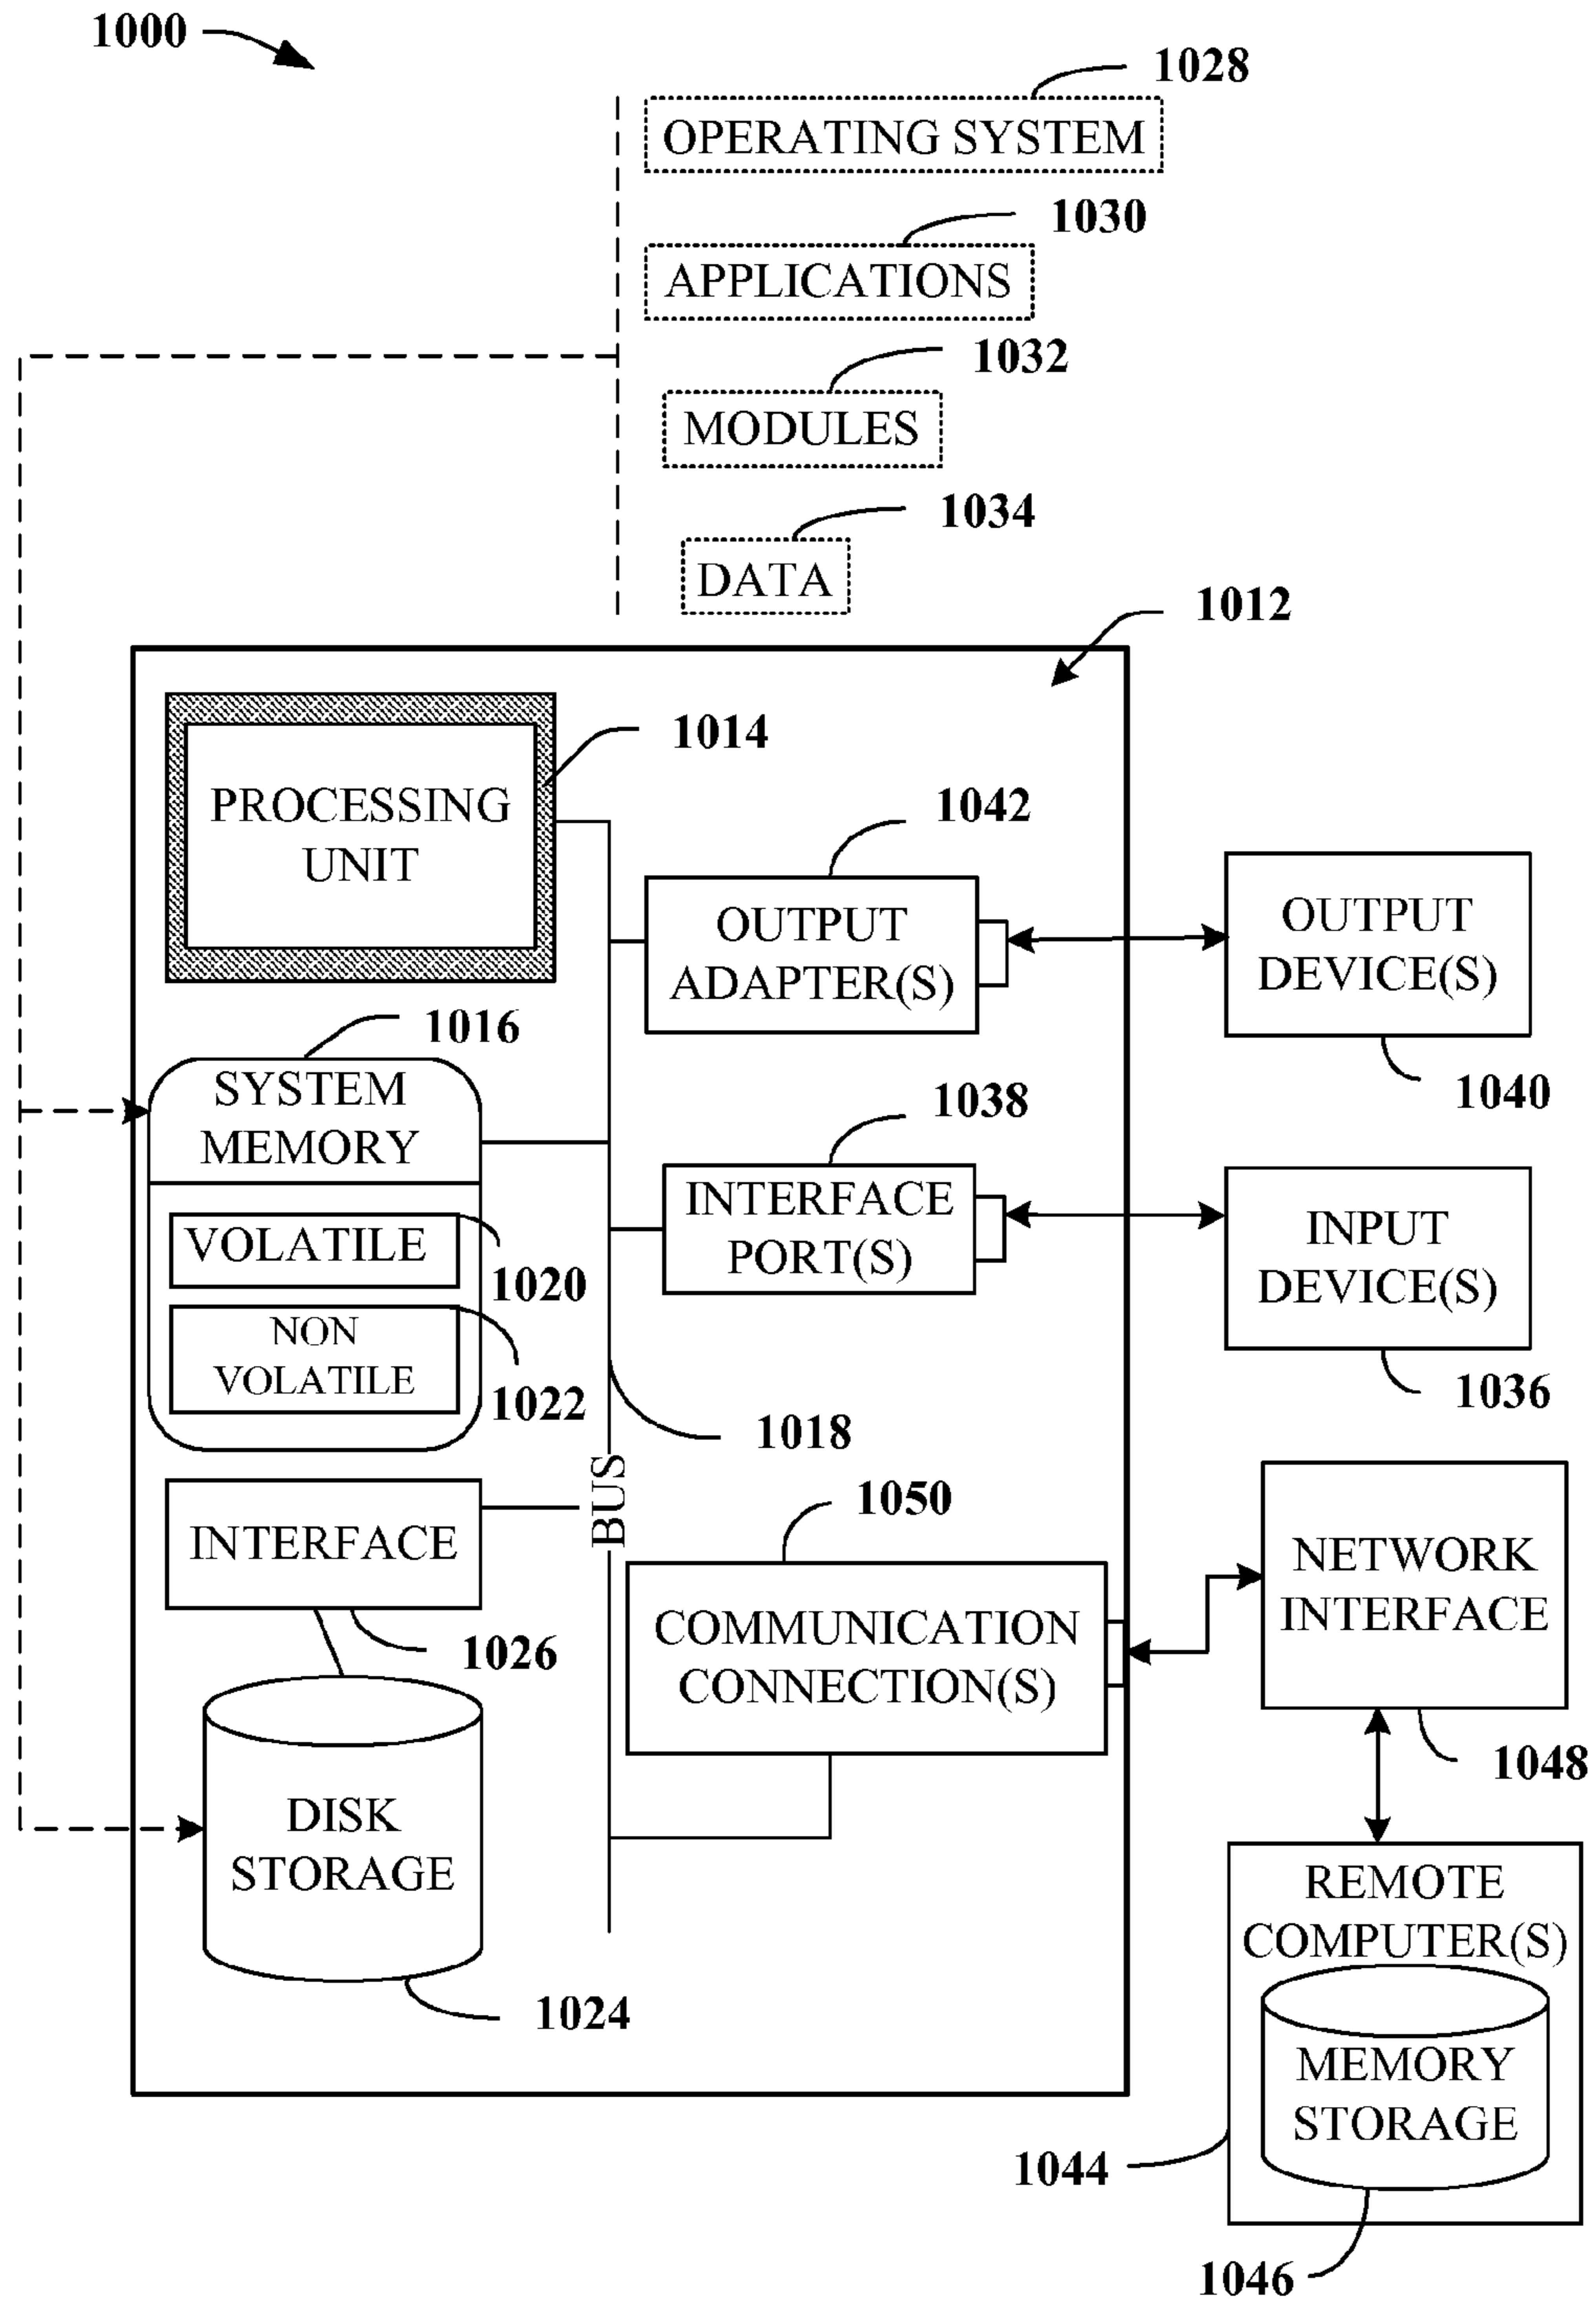 1000
1028
OPERATING SYSTEM
1030
APPLICATIONS
1032
MODULES
1034
DATA
1012
1014
PROCESSING
UNIT
1042
OUTPUT
ADAPTER(S)
OUTPUT
DEVICE(S)
1040
1016
SYSTEM
MEMORY
VOLATILE
1020
NON
VOLATILE
1022
1038
INTERFACE
PORT(S)
INPUT
DEVICE(S)
1036
1018
BUS
INTERFACE
1026
1050
COMMUNICATION
CONNECTION(S)
NETWORK
INTERFACE
1048
DISK
STORAGE
1024
REMOTE
COMPUTER(S)
MEMORY
STORAGE
1044
1046